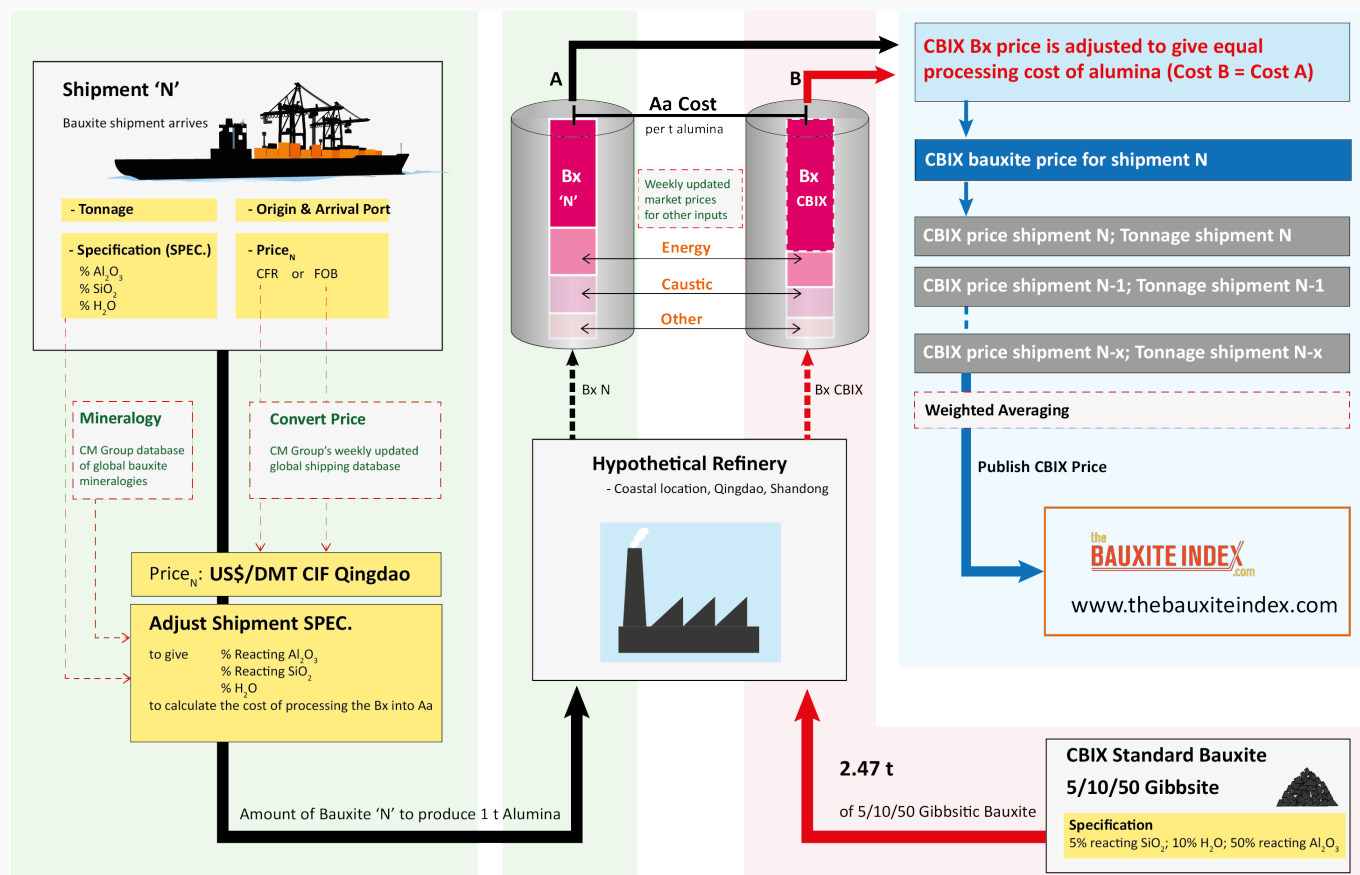 Shipment ‘N’
Bauxite shipment arrives
- Tonnage
- Origin & Arrival Port
- Specification (SPEC.)
% Al₂O₃
% SiO₂
% H₂O
- Priceₙ
CFR or FOB
Mineralogy
CM Group database
of global bauxite
mineralogies
Convert Price
CM Group’s weekly updated
global shipping database
Priceₙ: US$/DMT CIF Qingdao
Adjust Shipment SPEC.
to give % Reacting Al₂O₃
% Reacting SiO₂
% H₂O
to calculate the cost of processing the Bx into Aa
Amount of Bauxite ‘N’ to produce 1 t Alumina
A
B
Aa Cost
per t alumina
Bx
‘N’
Weekly updated
market prices
for other inputs
Bx
CBIX
Energy
Caustic
Other
Bx N
Bx CBIX
Hypothetical Refinery
- Coastal location, Qingdao, Shandong
2.47 t
of 5/10/50 Gibbsitic Bauxite
CBIX Standard Bauxite
5/10/50 Gibbsite
Specification
5% reacting SiO₂; 10% H₂O; 50% reacting Al₂O₃
CBIX Bx price is adjusted to give equal
processing cost of alumina (Cost B = Cost A)
CBIX bauxite price for shipment N
CBIX price shipment N; Tonnage shipment N
CBIX price shipment N-1; Tonnage shipment N-1
CBIX price shipment N-x; Tonnage shipment N-x
Weighted Averaging
Publish CBIX Price
the
BAUXITE INDEX
.com
www.thebauxiteindex.com